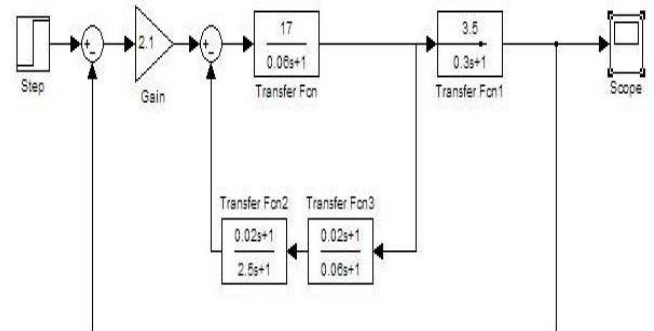 Step
+
-
2.1
Gain
+
-
17
0.06s+1
Transfer Fcn
3.5
0.3s+1
Transfer Fcn1
Scope
Transfer Fcn2
0.02s+1
2.5s+1
Transfer Fcn3
0.02s+1
0.06s+1